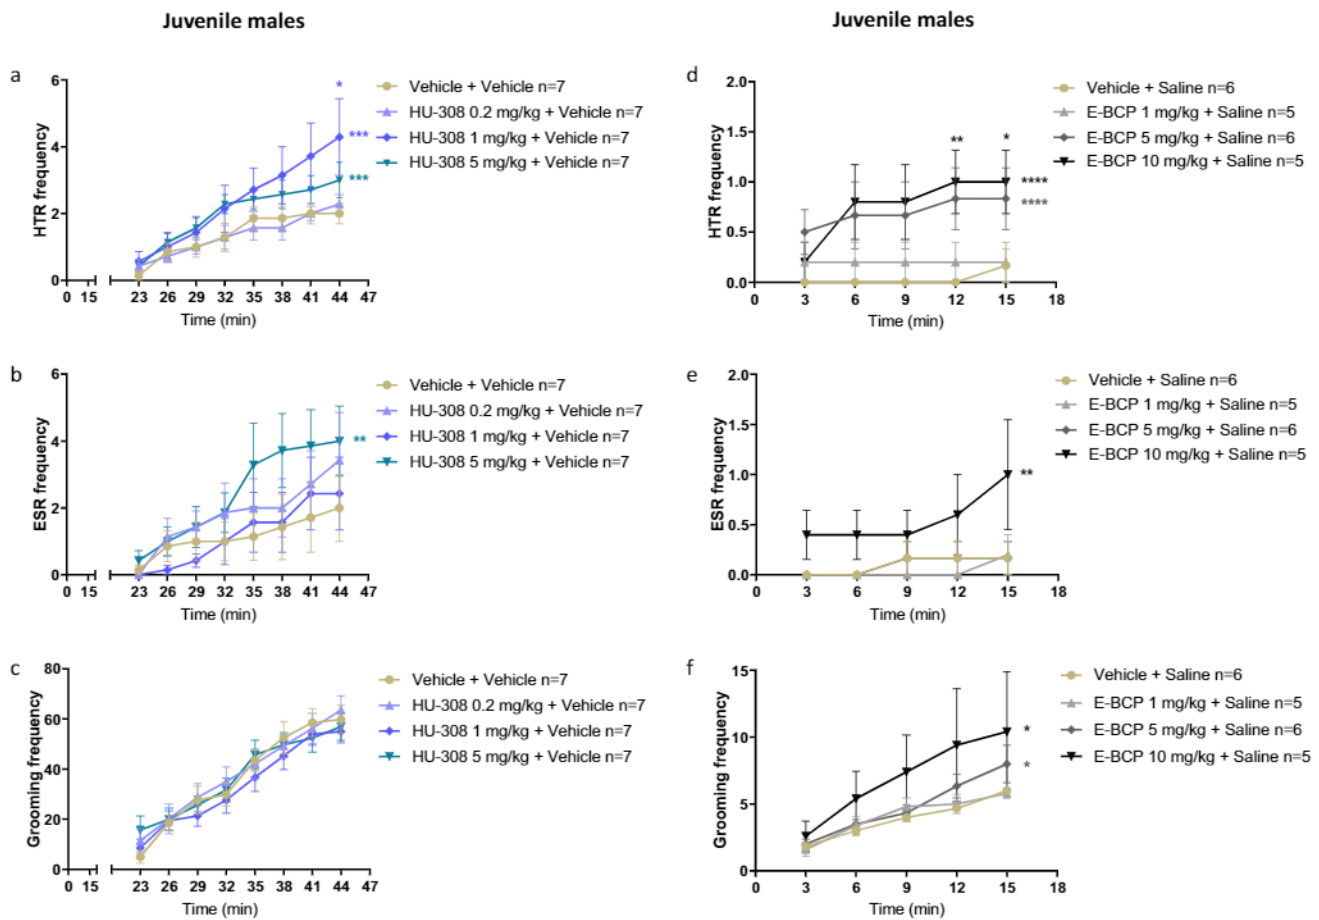 Juvenile males
Juvenile males
a
HTR frequency
6
4
2
0
*
***
***
Vehicle + Vehicle n=7
HU-308 0.2 mg/kg + Vehicle n=7
HU-308 1 mg/kg + Vehicle n=7
HU-308 5 mg/kg + Vehicle n=7
0 15 23 26 29 32 35 38 41 44 47
Time (min)
d
HTR frequency
2.0
1.5
1.0
0.5
0.0
** *
****
****
Vehicle + Saline n=6
E-BCP 1 mg/kg + Saline n=5
E-BCP 5 mg/kg + Saline n=6
E-BCP 10 mg/kg + Saline n=5
0 3 6 9 12 15 18
Time (min)
b
ESR frequency
6
4
2
0
**
Vehicle + Vehicle n=7
HU-308 0.2 mg/kg + Vehicle n=7
HU-308 1 mg/kg + Vehicle n=7
HU-308 5 mg/kg + Vehicle n=7
0 15 23 26 29 32 35 38 41 44 47
Time (min)
e
ESR frequency
2.0
1.5
1.0
0.5
0.0
**
Vehicle + Saline n=6
E-BCP 1 mg/kg + Saline n=5
E-BCP 5 mg/kg + Saline n=6
E-BCP 10 mg/kg + Saline n=5
0 3 6 9 12 15 18
Time (min)
c
Grooming frequency
80
60
40
20
0
Vehicle + Vehicle n=7
HU-308 0.2 mg/kg + Vehicle n=7
HU-308 1 mg/kg + Vehicle n=7
HU-308 5 mg/kg + Vehicle n=7
0 15 23 26 29 32 35 38 41 44 47
Time (min)
f
Grooming frequency
15
10
5
0
*
*
Vehicle + Saline n=6
E-BCP 1 mg/kg + Saline n=5
E-BCP 5 mg/kg + Saline n=6
E-BCP 10 mg/kg + Saline n=5
0 3 6 9 12 15 18
Time (min)